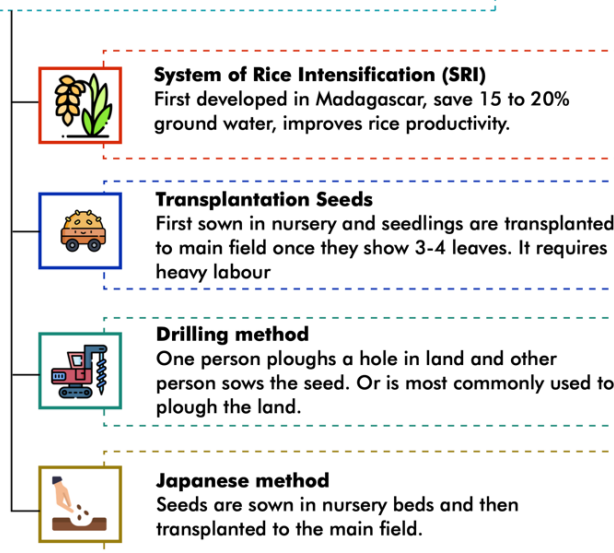 System of Rice Intensification (SRI)
First developed in Madagascar, save 15 to 20%
ground water, improves rice productivity.
Transplantation Seeds
First sown in nursery and seedlings are transplanted
to main field once they show 3-4 leaves. It requires
heavy labour
Drilling method
One person ploughs a hole in land and other
person sows the seed. Or is most commonly used to
plough the land.
Japanese method
Seeds are sown in nursery beds and then
transplanted to the main field.